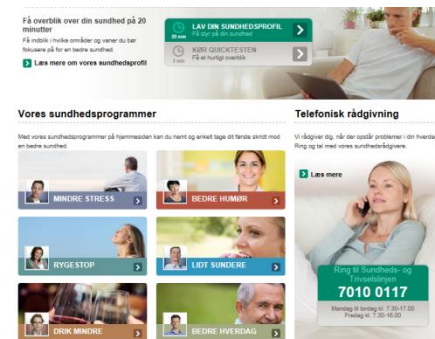 Få overblik over din sundhed på 20
minutter
Få indblik i hvilke områder og vaner du bør
fokusere på for en bedre sundhed.
Læs mere om vores sundhedsprofil
LAV DIN SUNDHEDSPROFIL
Få styr på din sundhed
20 min
KØR QUICKTESTEN
Få et hurtigt overblik
2 min
Vores sundhedsprogrammer
Med vores sundhedsprogrammer på hjemmesiden kan du nemt og enkelt tage dit første skridt mod
en bedre sundhed.
MINDRE STRESS
BEDRE HUMØR
RYGESTOP
LIDT SUNDERE
DRIK MINDRE
BEDRE HVERDAG
Telefonisk rådgivning
Vi rådgiver dig, når der opstår problemer i din hverda
Ring og tal med vores sundhedsrådgivere.
Læs mere
Ring til Sundheds- og
Trivselslinjen
7010 0117
Mandag til torsdag kl. 7.30-17.00
Fredag kl. 7.30-16.00